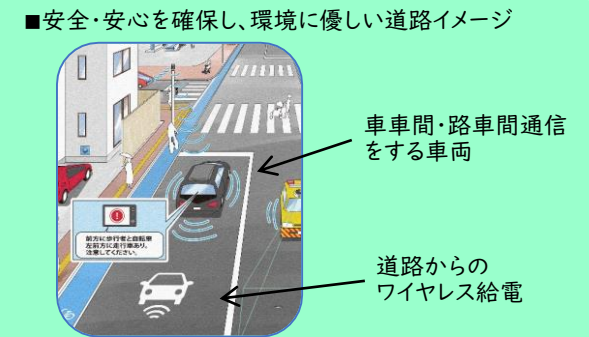 ■安全・安心を確保し、環境に優しい道路イメージ
車車間・路車間通信
をする車両
前方に歩行者と自転車
左前方に走行車あり。
注意してください。
道路からの
ワイヤレス給電